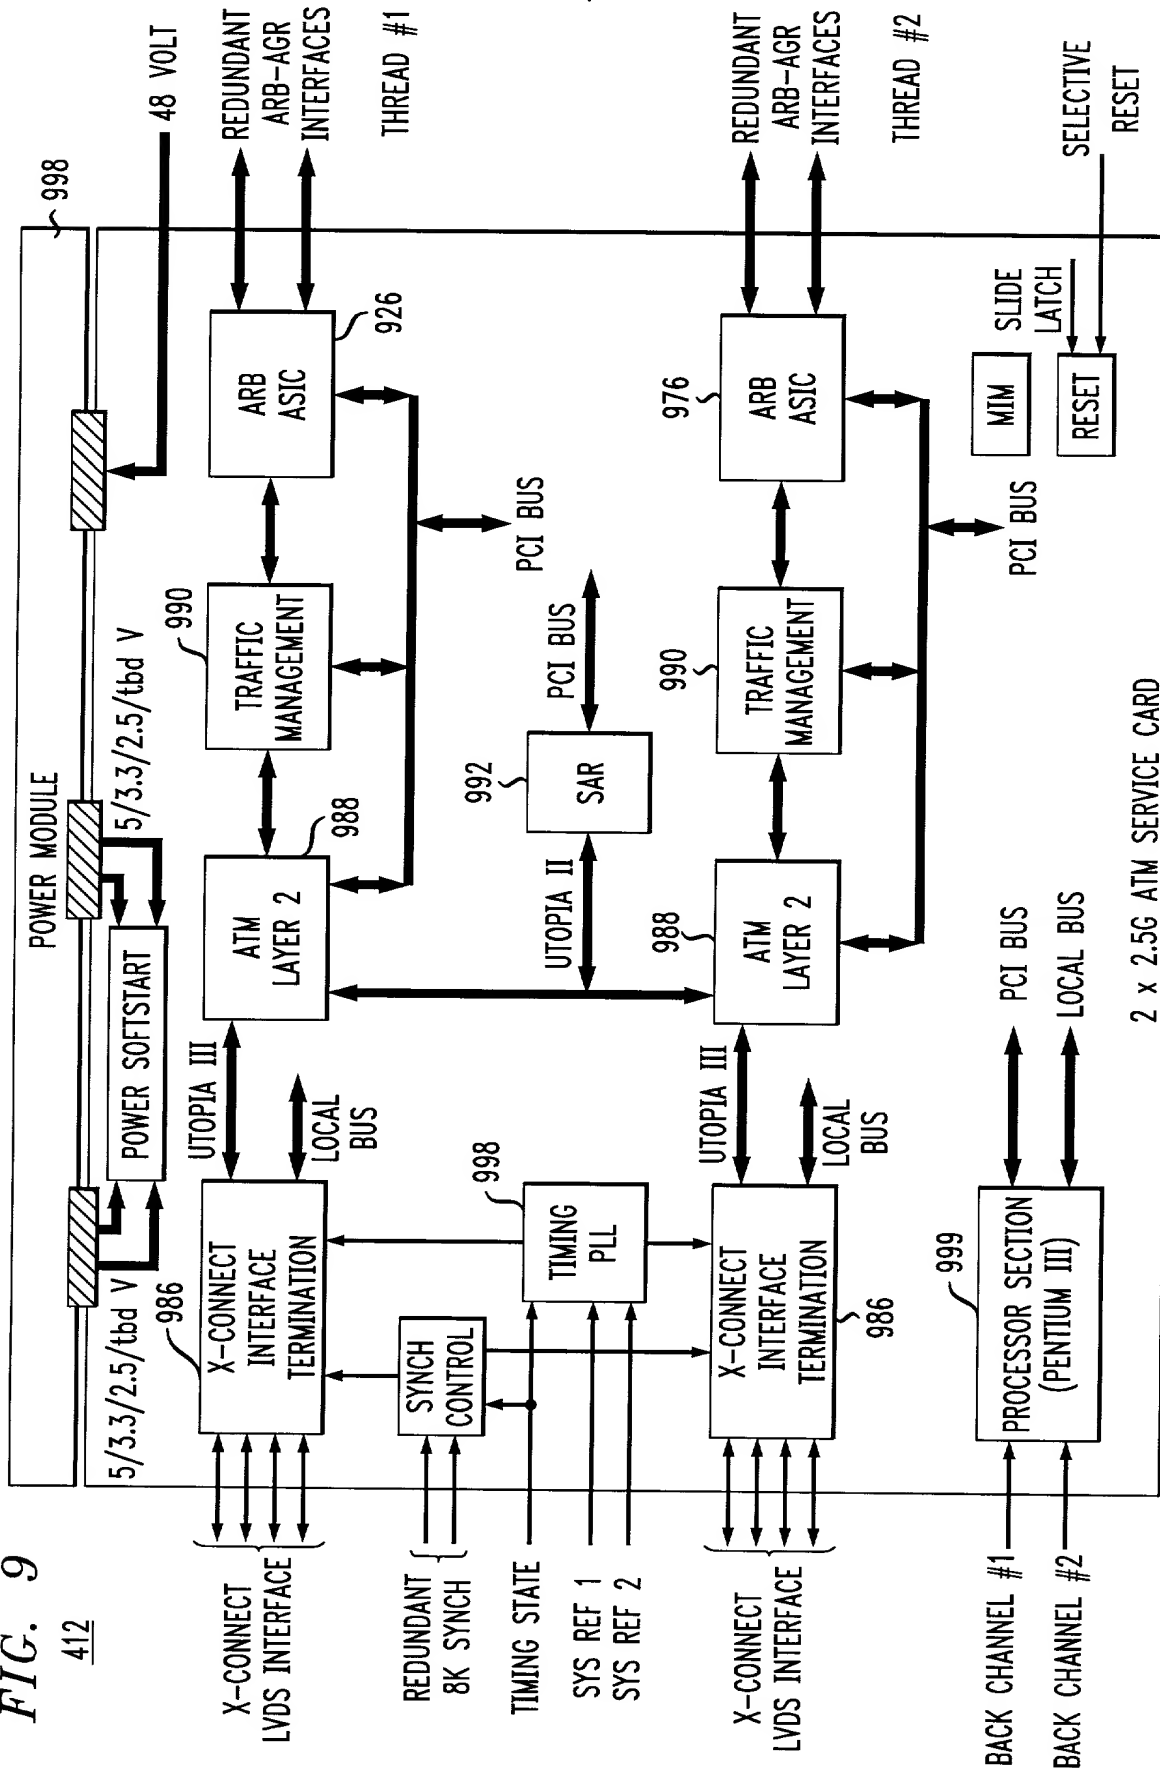 FIG. 9
412
POWER MODULE
998
5/3.3/2.5/tbd V
5/3.3/2.5/tbd V
48 VOLT
POWER SOFTSTART
X-CONNECT
LVDS INTERFACE
986
X-CONNECT
INTERFACE
TERMINATION
UTOPIA III
LOCAL
BUS
ATM
LAYER 2
988
990
TRAFFIC
MANAGEMENT
ARB
ASIC
926
REDUNDANT
ARB-AGR
INTERFACES
THREAD #1
PCI BUS
REDUNDANT
8K SYNCH
SYNCH
CONTROL
TIMING STATE
SYS REF 1
SYS REF 2
998
TIMING
PLL
UTOPIA II
992
SAR
PCI BUS
X-CONNECT
LVDS INTERFACE
X-CONNECT
INTERFACE
TERMINATION
986
UTOPIA III
LOCAL
BUS
988
ATM
LAYER 2
990
TRAFFIC
MANAGEMENT
976
ARB
ASIC
REDUNDANT
ARB-AGR
INTERFACES
THREAD #2
PCI BUS
BACK CHANNEL #1
BACK CHANNEL #2
999
PROCESSOR SECTION
(PENTIUM III)
PCI BUS
LOCAL BUS
MIM
RESET
SLIDE
LATCH
SELECTIVE
RESET
2 x 2.5G ATM SERVICE CARD